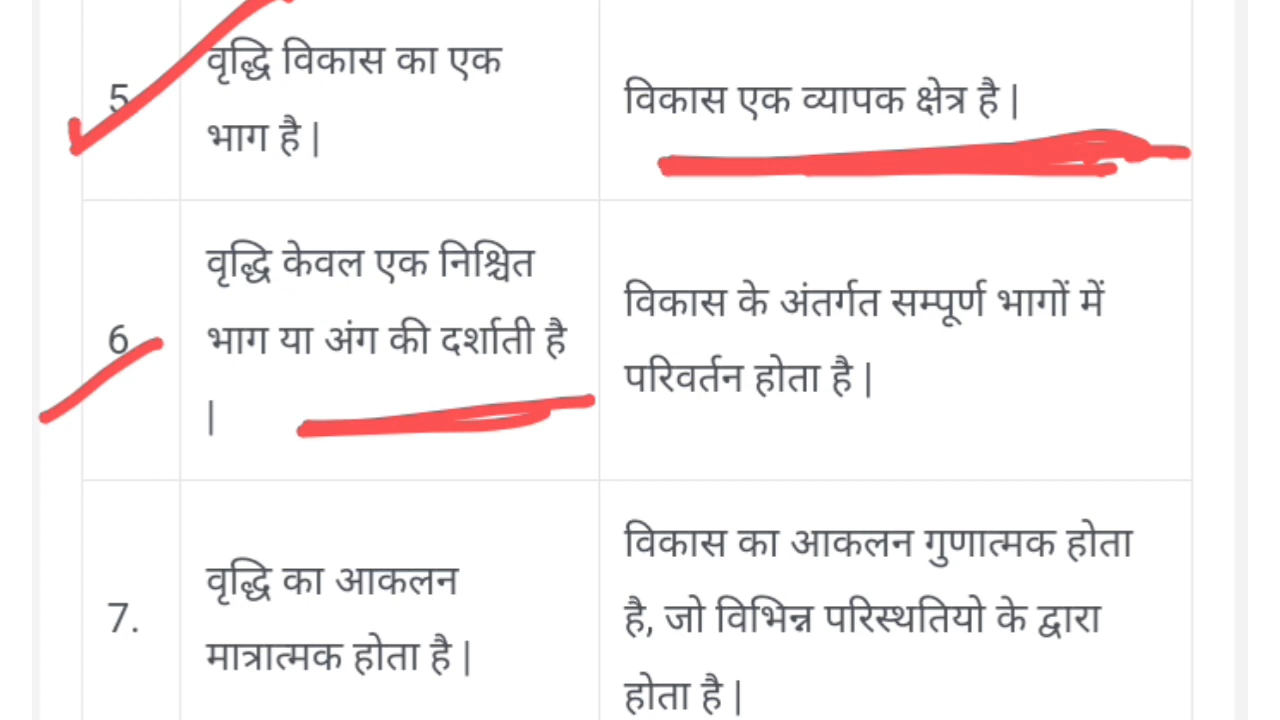 5.
वृद्धि विकास का एक
भाग है |
विकास एक व्यापक क्षेत्र है |
6.
वृद्धि केवल एक निश्चित
भाग या अंग की दर्शाती है
|
विकास के अंतर्गत सम्पूर्ण भागों में
परिवर्तन होता है |
7.
वृद्धि का आकलन
मात्रात्मक होता है |
विकास का आकलन गुणात्मक होता
है, जो विभिन्न परिस्थतियो के द्वारा
होता है |